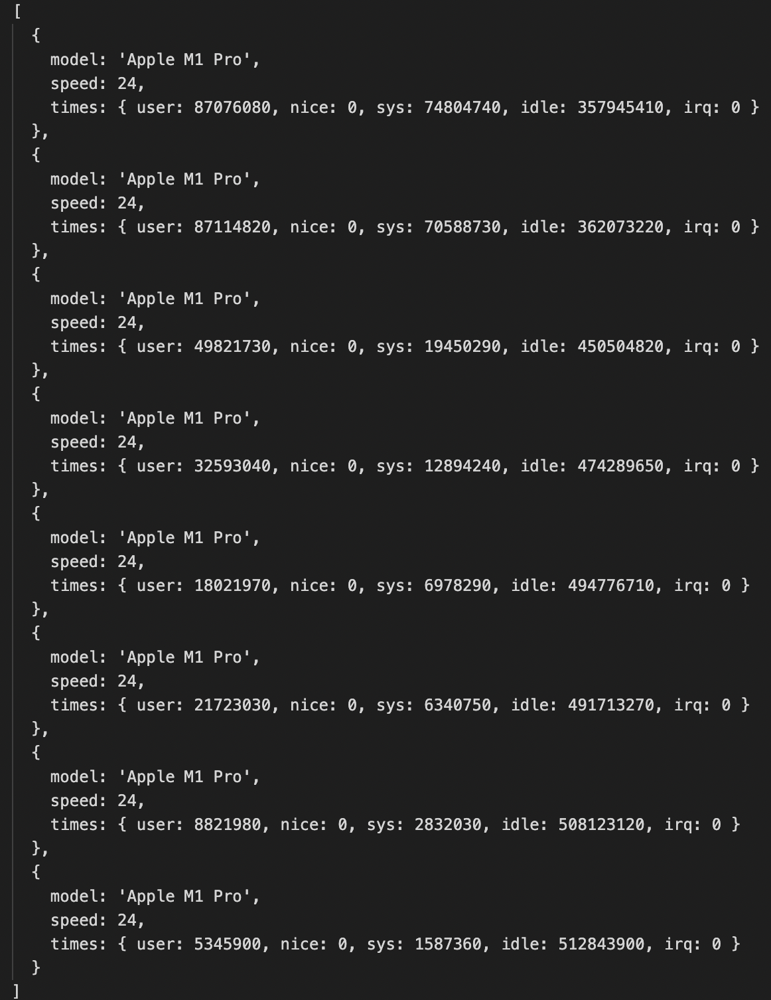 [
  {
    model: 'Apple M1 Pro',
    speed: 24,
    times: { user: 87076080, nice: 0, sys: 74804740, idle: 357945410, irq: 0 }
  },
  {
    model: 'Apple M1 Pro',
    speed: 24,
    times: { user: 87114820, nice: 0, sys: 70588730, idle: 362073220, irq: 0 }
  },
  {
    model: 'Apple M1 Pro',
    speed: 24,
    times: { user: 49821730, nice: 0, sys: 19450290, idle: 450504820, irq: 0 }
  },
  {
    model: 'Apple M1 Pro',
    speed: 24,
    times: { user: 32593040, nice: 0, sys: 12894240, idle: 474289650, irq: 0 }
  },
  {
    model: 'Apple M1 Pro',
    speed: 24,
    times: { user: 18021970, nice: 0, sys: 6978290, idle: 494776710, irq: 0 }
  },
  {
    model: 'Apple M1 Pro',
    speed: 24,
    times: { user: 21723030, nice: 0, sys: 6340750, idle: 491713270, irq: 0 }
  },
  {
    model: 'Apple M1 Pro',
    speed: 24,
    times: { user: 8821980, nice: 0, sys: 2832030, idle: 508123120, irq: 0 }
  },
  {
    model: 'Apple M1 Pro',
    speed: 24,
    times: { user: 5345900, nice: 0, sys: 1587360, idle: 512843900, irq: 0 }
  }
]